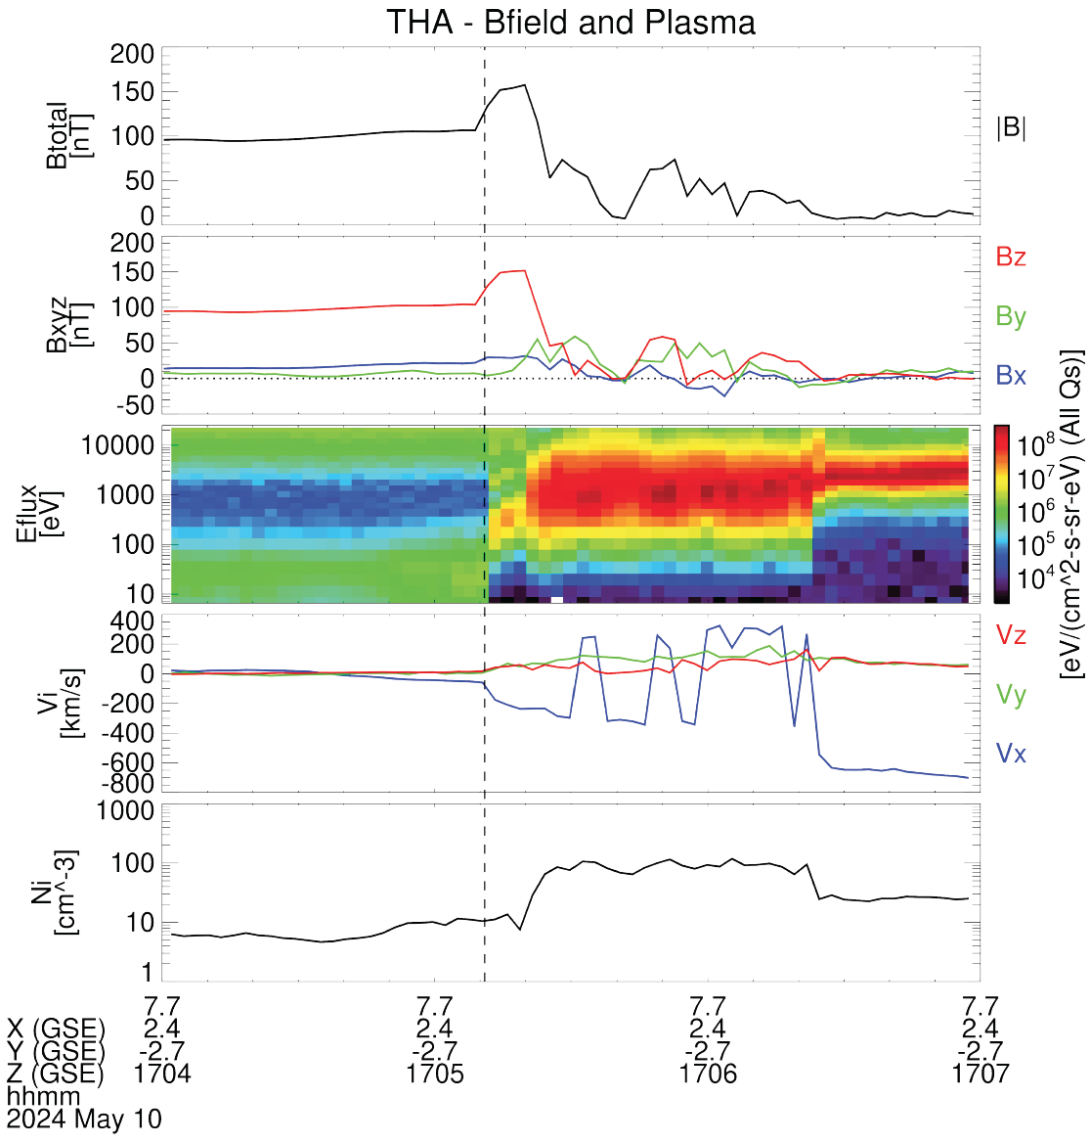 THA - Bfield and Plasma
200
150
100
50
0
Btotal
[nT]
|B|
200
150
100
50
0
-50
Bxyz
[nT]
Bz
By
Bx
10000
1000
100
10
Eflux
[eV]
10^8
10^7
10^6
10^5
10^4
[eV/(cm^2-s-sr-eV) (All Qs)]
400
200
0
-200
-400
-600
-800
Vi
[km/s]
Vz
Vy
Vx
1000
100
10
1
Ni
[cm^-3]
7.7 7.7 7.7 7.7
X (GSE) 2.4 2.4 2.4 2.4
Y (GSE) -2.7 -2.7 -2.7 -2.7
Z (GSE) 1704 1705 1706 1707
hhmm
2024 May 10